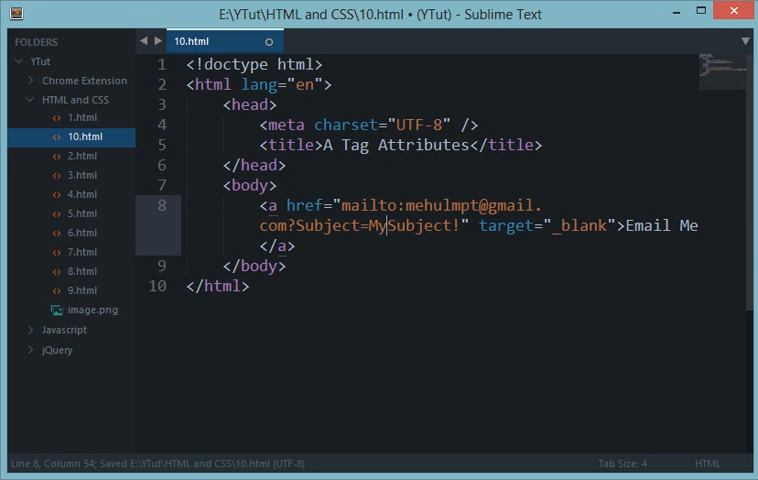 E:\YTut\HTML and CSS\10.html • (YTut) - Sublime Text
FOLDERS
YTut
Chrome Extension
HTML and CSS
1.html
10.html
2.html
3.html
4.html
5.html
6.html
7.html
8.html
9.html
image.png
Javascript
jQuery
10.html
1 <!doctype html>
2 <html lang="en">
3 <head>
4 <meta charset="UTF-8" />
5 <title>A Tag Attributes</title>
6 </head>
7 <body>
8 <a href="mailto:mehulmpt@gmail.
com?Subject=MySubject!" target="_blank">Email Me
</a>
9 </body>
10 </html>
Line 8, Column 54; Saved E:\YTut\HTML and CSS\10.html (UTF-8)
Tab Size: 4
HTML